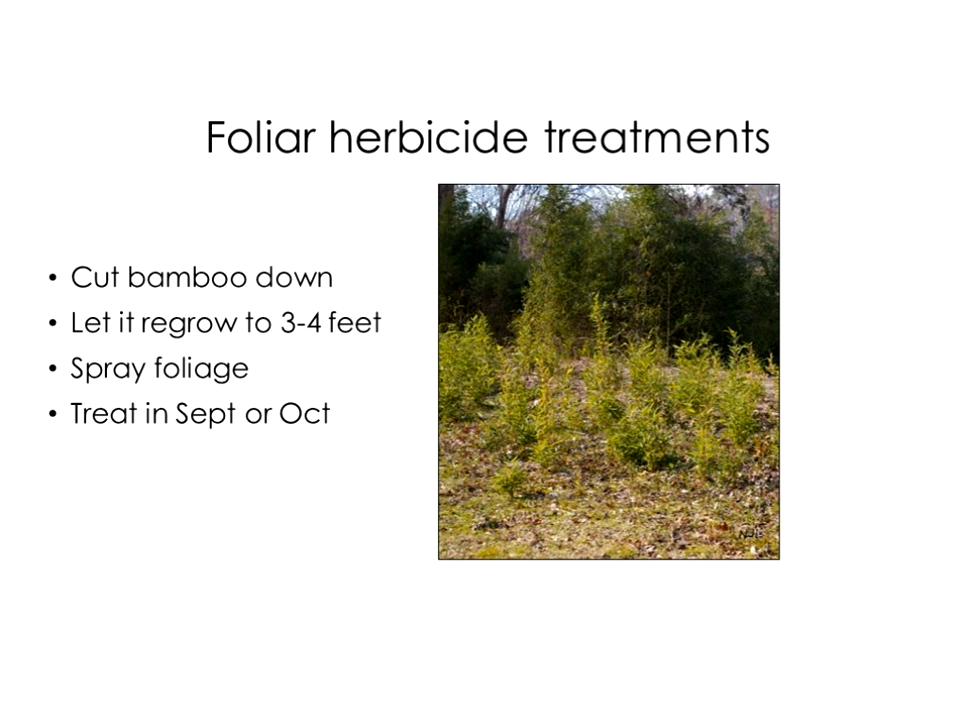 Foliar herbicide treatments
• Cut bamboo down
• Let it regrow to 3-4 feet
• Spray foliage
• Treat in Sept or Oct